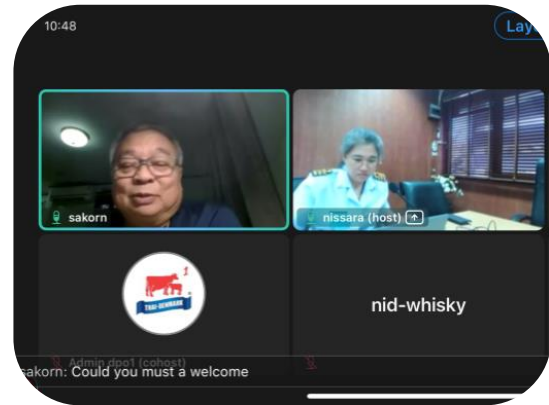 10:48
Lay
sakorn
nissara (host)
THAI-DENMARK
nid-whisky
Admin dpo1 (cohost)
sakorn: Could you must a welcome